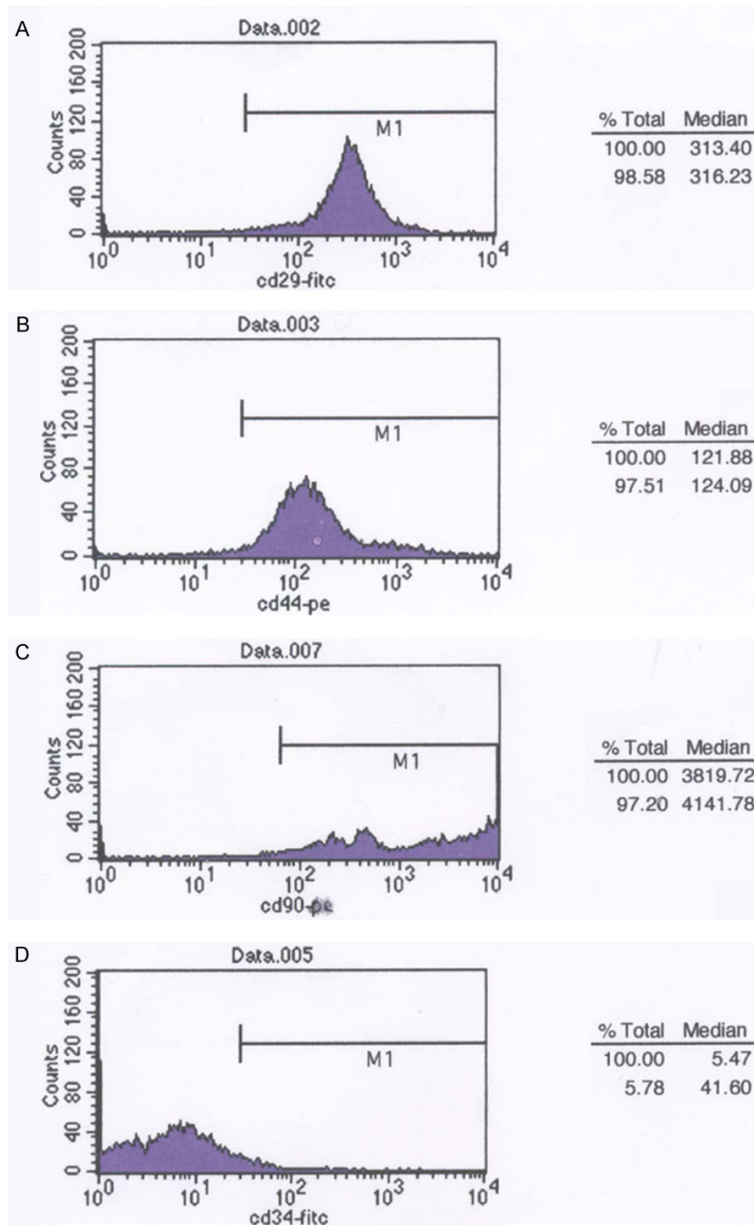 A
Data.002
200
160
120
80
40
0
Counts
M1
10^0 10^1 10^2 10^3 10^4
cd29-fitc
% Total Median
100.00 313.40
98.58 316.23
B
Data.003
200
160
120
80
40
0
Counts
M1
10^0 10^1 10^2 10^3 10^4
cd44-pe
% Total Median
100.00 121.88
97.51 124.09
C
Data.007
200
160
120
80
40
0
Counts
M1
10^0 10^1 10^2 10^3 10^4
cd90-pe
% Total Median
100.00 3819.72
97.20 4141.78
D
Data.005
200
160
120
80
40
0
Counts
M1
10^0 10^1 10^2 10^3 10^4
cd34-fitc
% Total Median
100.00 5.47
5.78 41.60